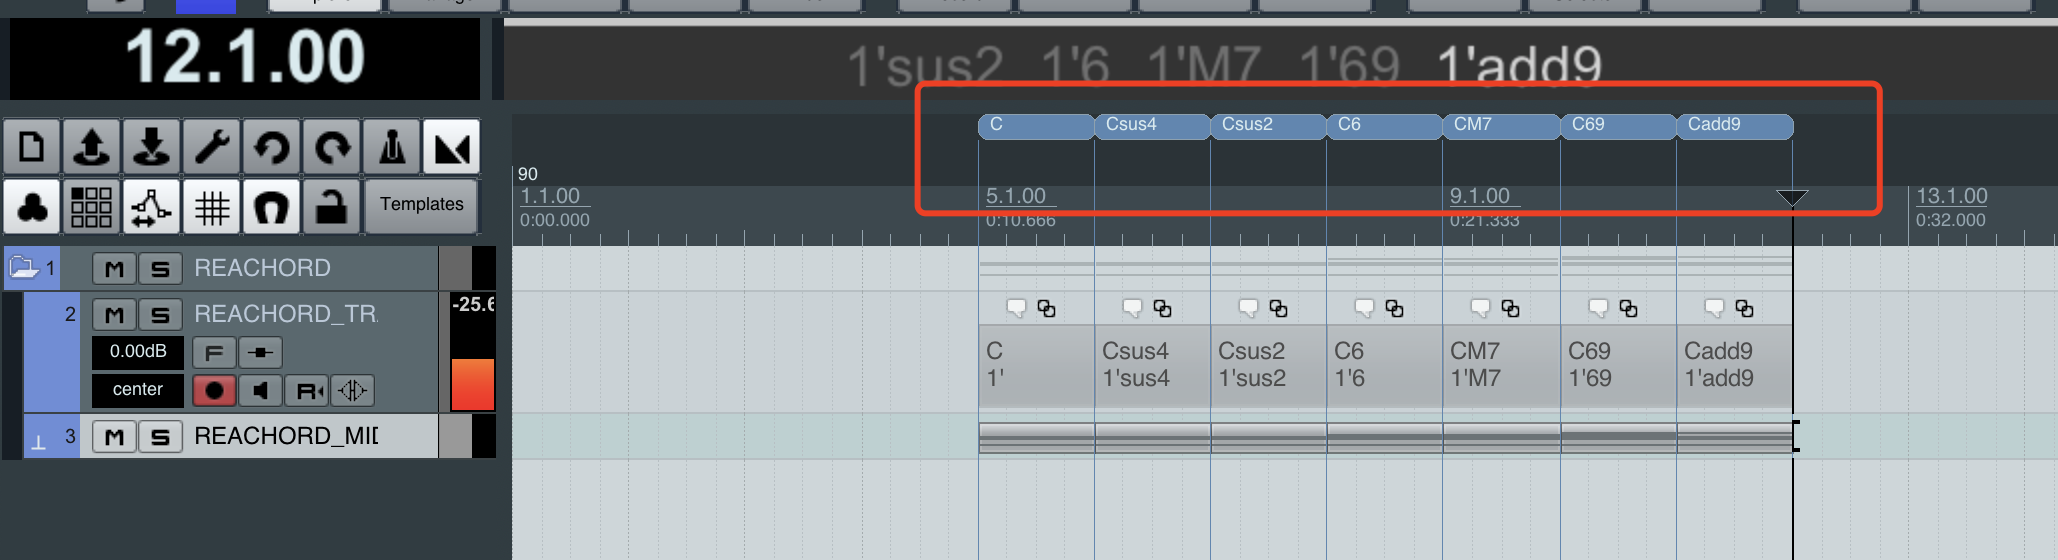 12.1.00
1'sus2 1'6 1'M7 1'69 1'add9
C Csus4 Csus2 C6 CM7 C69 Cadd9
90
1.1.00 5.1.00 9.1.00 13.1.00
0:00.000 0:10.666 0:21.333 0:32.000
Templates
1 M S REACHORD
2 M S REACHORD_TR.
-25.6
0.00dB F
center R
C Csus4 Csus2 C6 CM7 C69 Cadd9
1' 1'sus4 1'sus2 1'6 1'M7 1'69 1'add9
3 M S REACHORD_MI